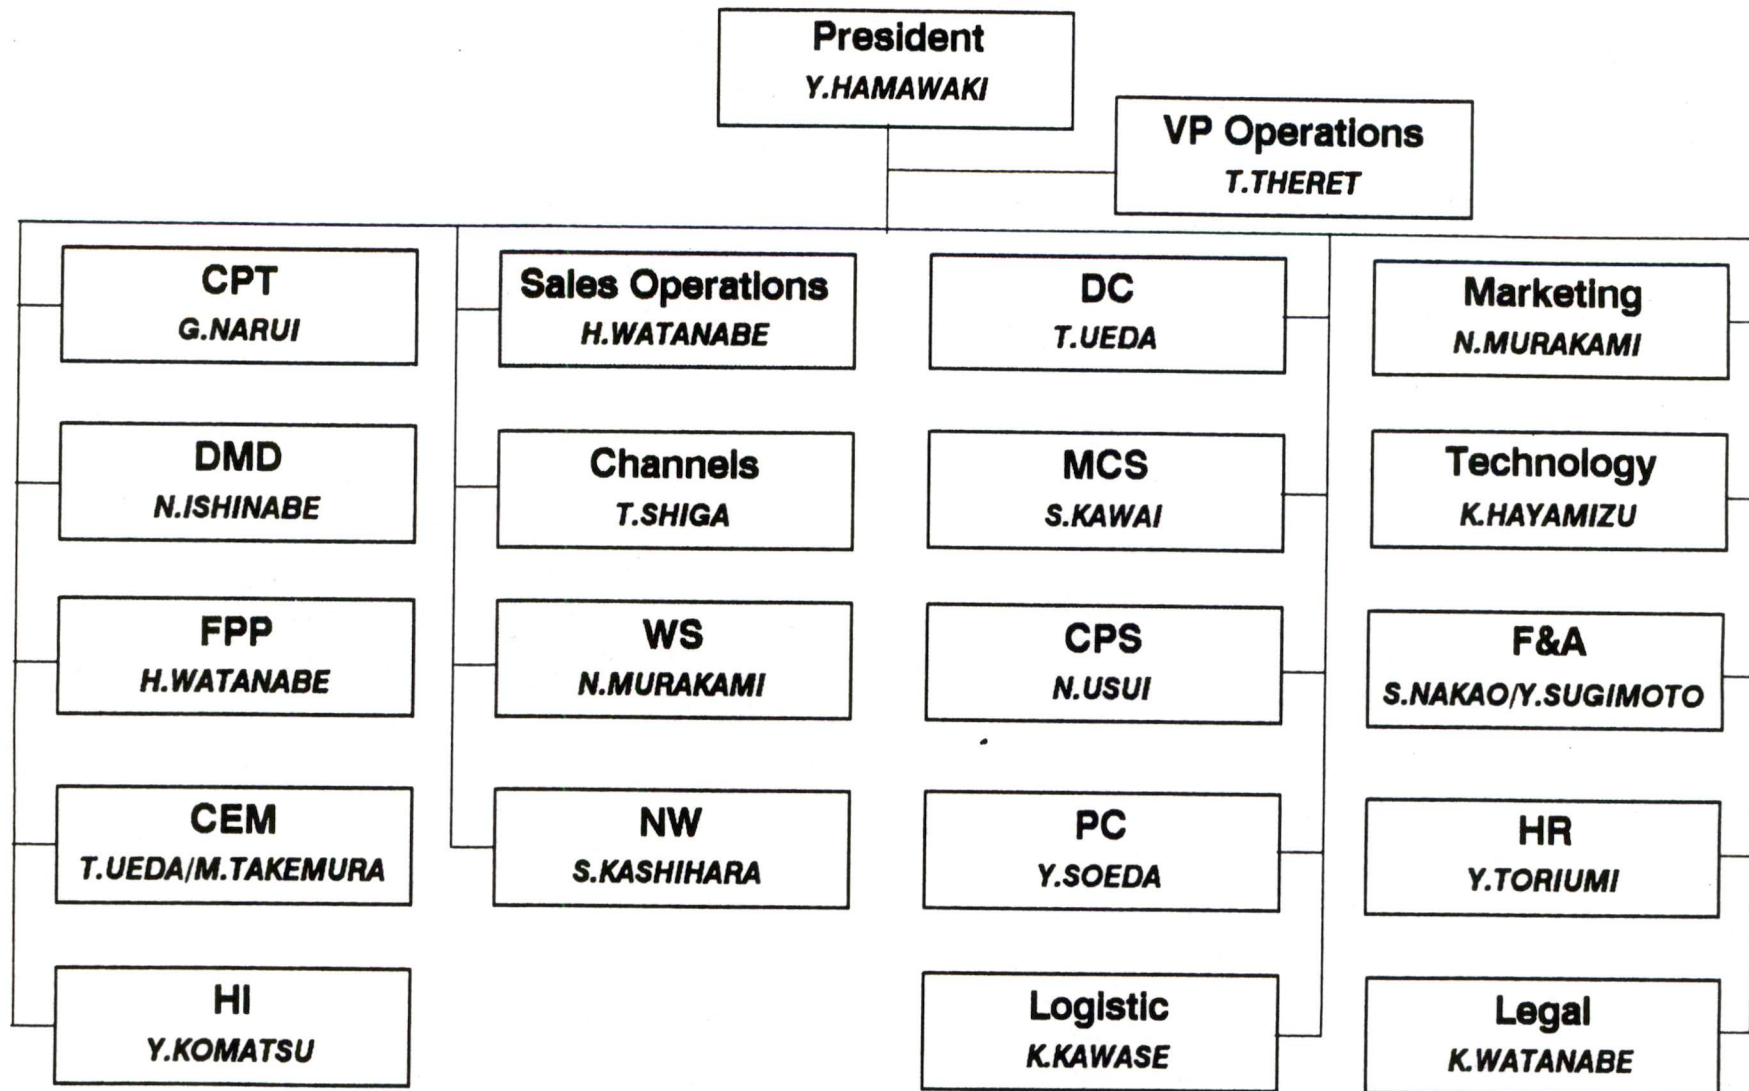 President
Y.HAMAWAKI
VP Operations
T.THERET
CPT
G.NARUI
DMD
N.ISHINABE
FPP
H.WATANABE
CEM
T.UEDA/M.TAKEMURA
HI
Y.KOMATSU
Sales Operations
H.WATANABE
Channels
T.SHIGA
WS
N.MURAKAMI
NW
S.KASHIHARA
DC
T.UEDA
MCS
S.KAWAI
CPS
N.USUI
PC
Y.SOEDA
Logistic
K.KAWASE
Marketing
N.MURAKAMI
Technology
K.HAYAMIZU
F&A
S.NAKAO/Y.SUGIMOTO
HR
Y.TORIUMI
Legal
K.WATANABE